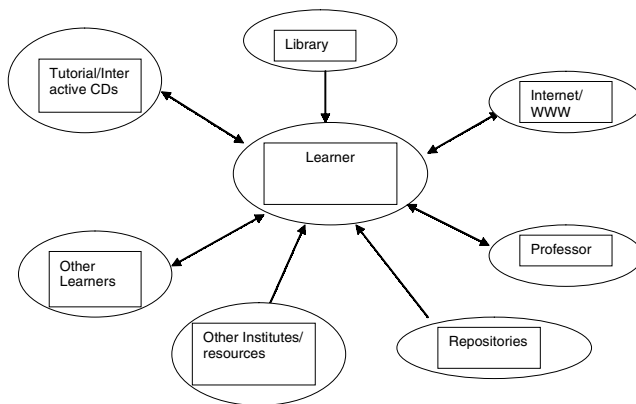 Library
Tutorial/Inter
active CDs
Internet/
WWW
Learner
Professor
Other
Learners
Other Institutes/
resources
Repositories